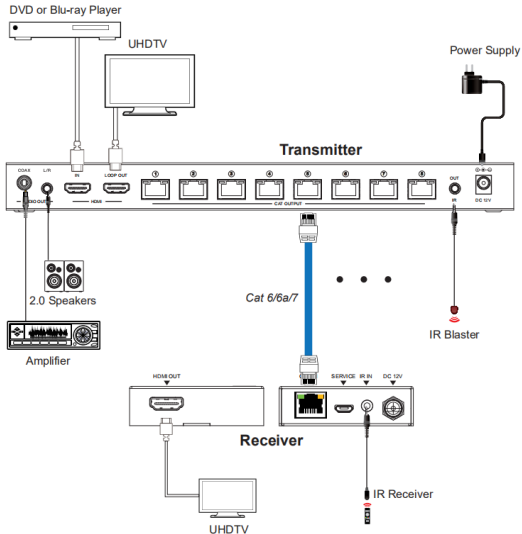 DVD or Blu-ray Player
UHDTV
Power Supply
Transmitter
COAX L/R IN LOOP OUT 1 2 3 4 5 6 7 8 OUT
AUDIO OUT HDMI CAT OUTPUT IR DC 12V
2.0 Speakers
Cat 6/6a/7
IR Blaster
Amplifier
HDMI OUT SERVICE IR IN DC 12V
Receiver
IR Receiver
UHDTV